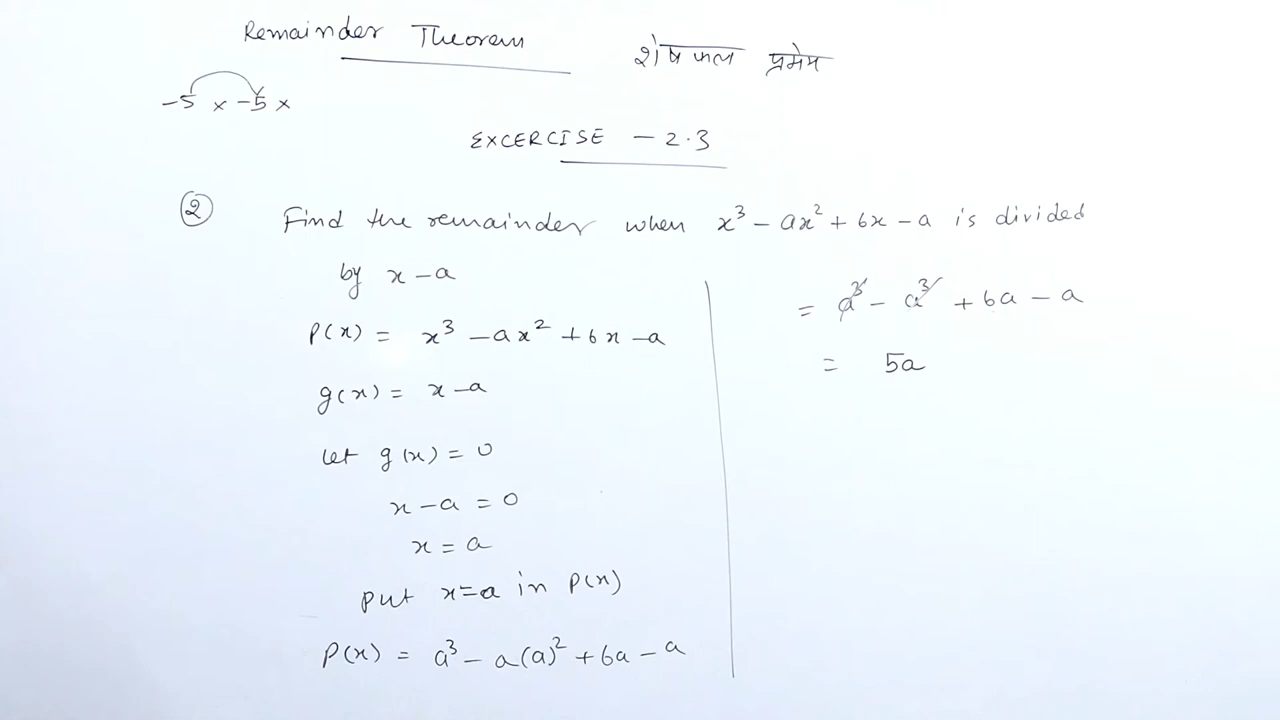 Remainder Theorem शेषफल प्रमेय
-5 x -5 x
EXCERCISE - 2.3
② Find the remainder when x³ - ax² + 6x - a is divided
by x - a
P(x) = x³ - ax² + 6x - a
g(x) = x - a
Let g(x) = 0
x - a = 0
x = a
put x=a in P(x)
P(x) = a³ - a(a)² + 6a - a
= a³ - a³ + 6a - a
= 5a